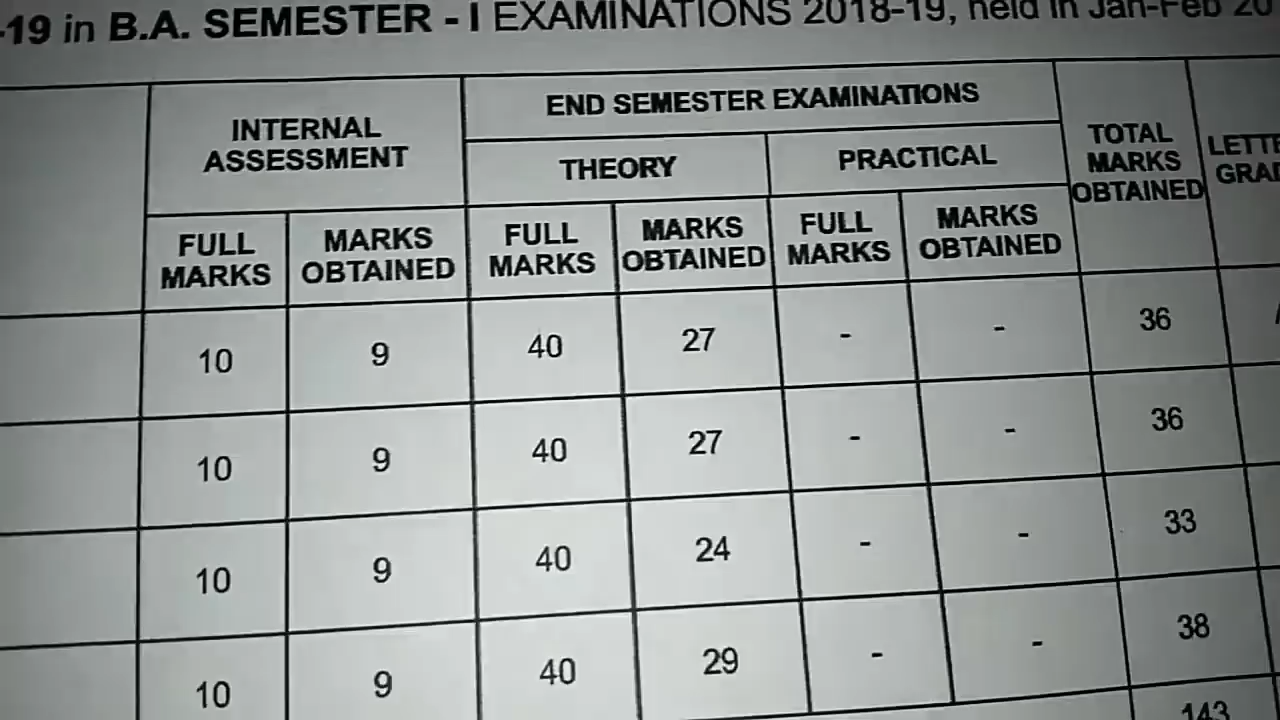 -19 in B.A. SEMESTER - I EXAMINATIONS 2018-19, held in Jan-Feb 20
INTERNAL ASSESSMENT
END SEMESTER EXAMINATIONS
THEORY
PRACTICAL
TOTAL MARKS OBTAINED
FULL MARKS
MARKS OBTAINED
FULL MARKS
MARKS OBTAINED
FULL MARKS
MARKS OBTAINED
10 9 40 27 - - 36
10 9 40 27 - - 36
10 9 40 24 - - 33
10 9 40 29 - - 38
143